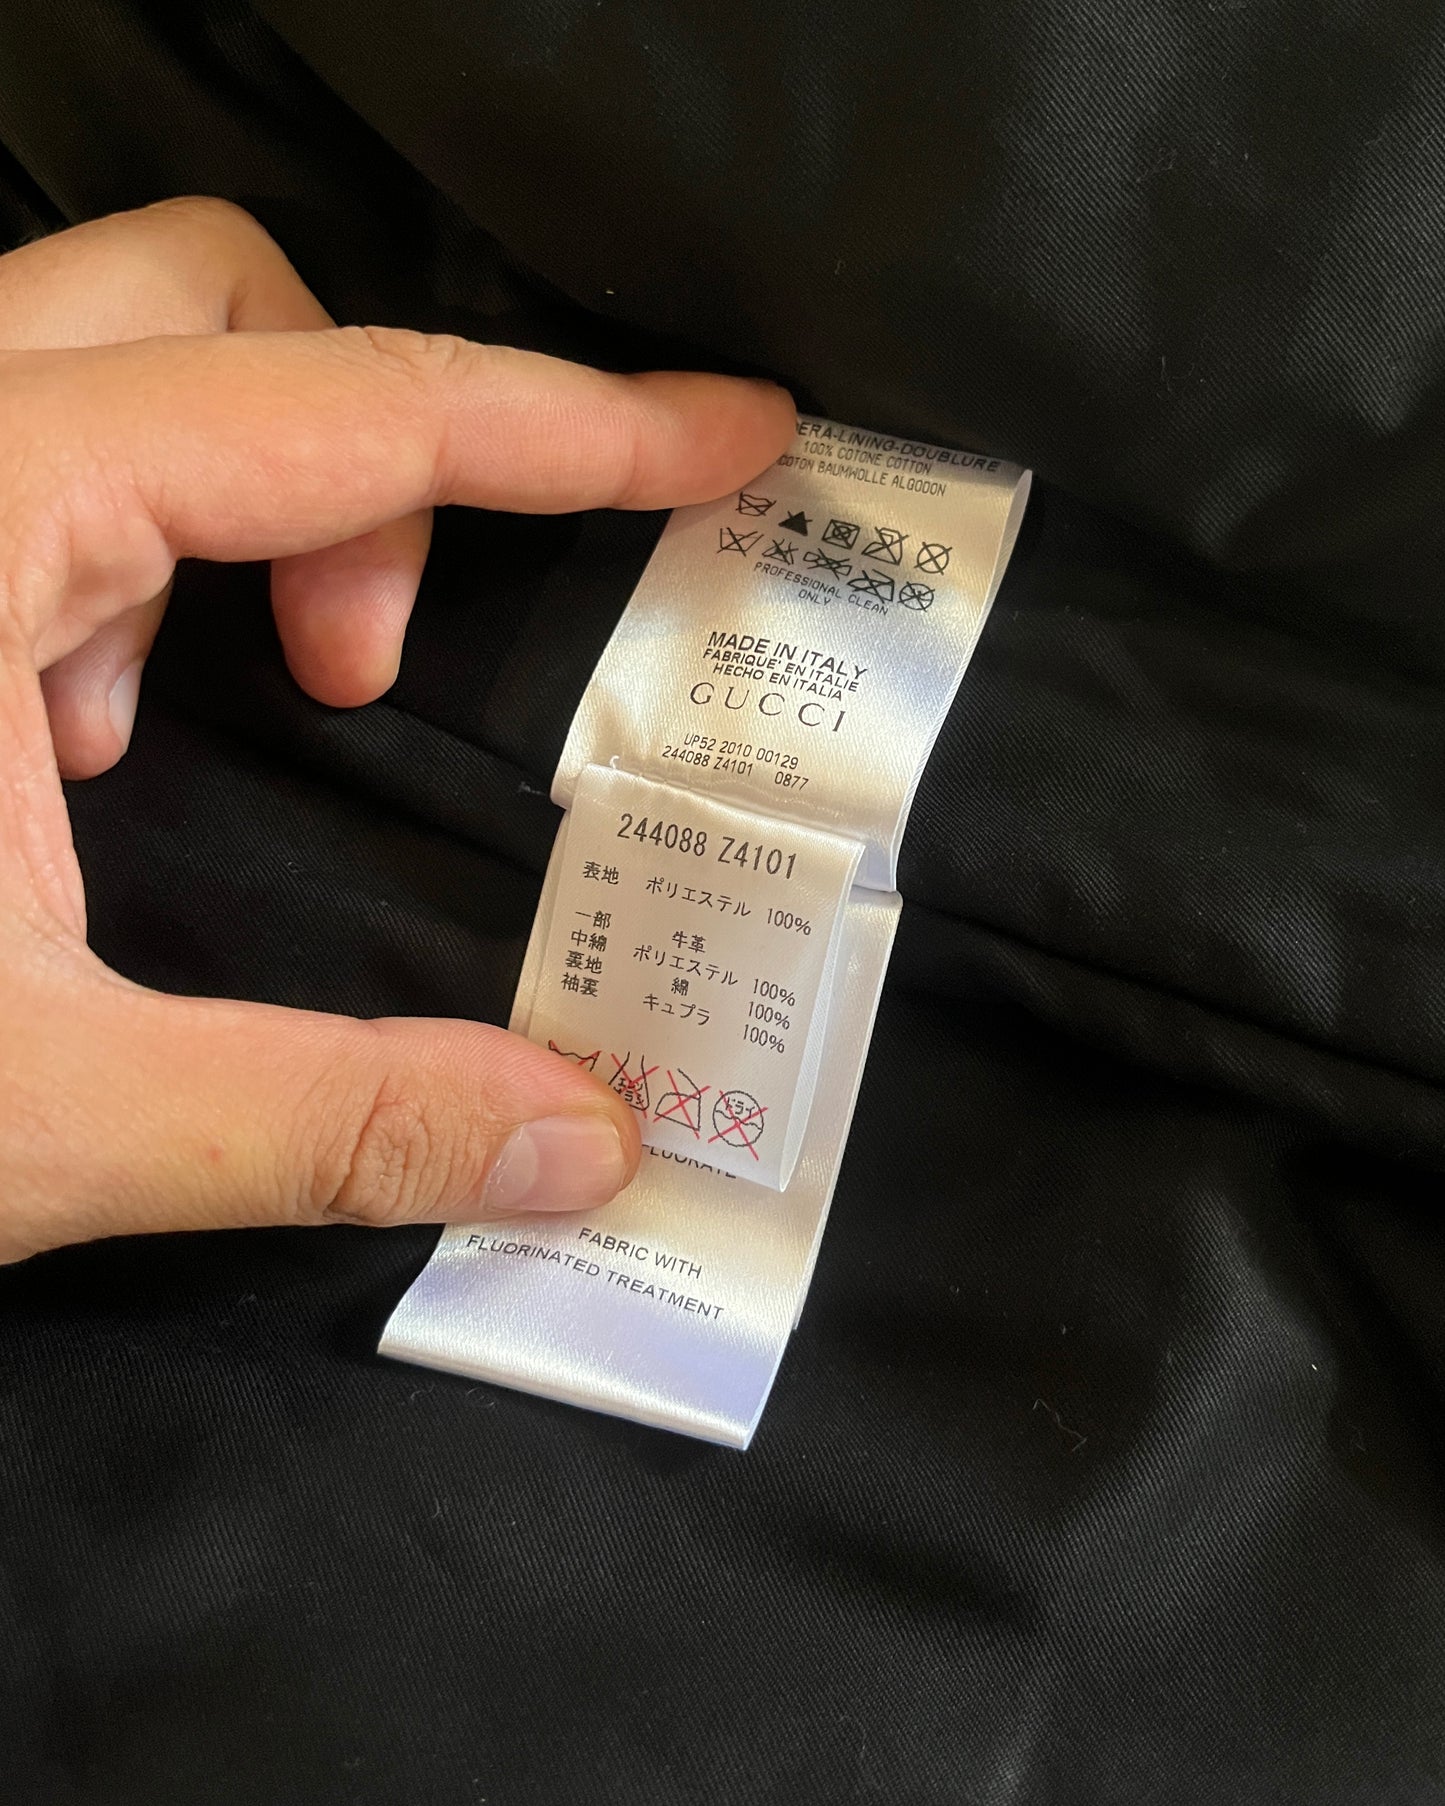 ERA-LINING-DOUBLURE
100% COTONE COTTON
COTON BAUMWOLLE ALGODON
PROFESSIONAL CLEAN
ONLY
MADE IN ITALY
FABRIQUE' EN ITALIE
HECHO EN ITALIA
GUCCI
UP52 2010 00129
244088 Z4101 0877
244088 Z4101
表地 ポリエステル 100%
一部 牛革
中綿 ポリエステル 100%
裏地 綿 100%
袖裏 キュプラ 100%
ドライ
FABRIC WITH
FLUORINATED TREATMENT